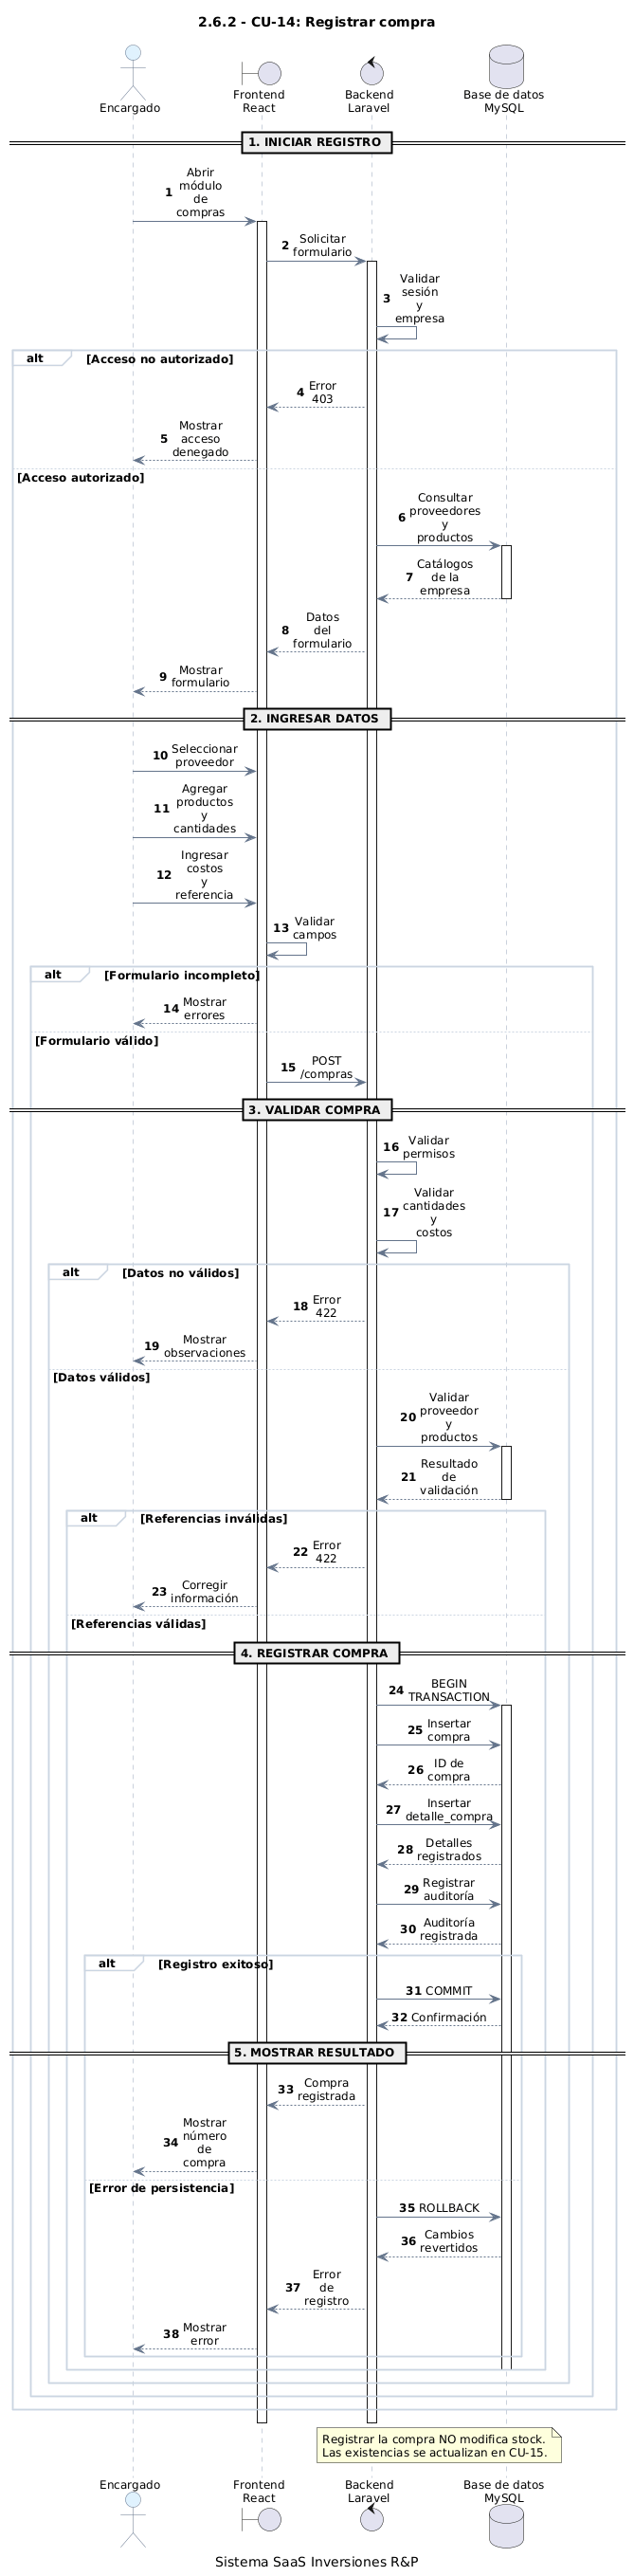 2.6.2 - CU-14: Registrar compra
Encargado
Frontend
React
Backend
Laravel
Base de datos
MySQL
1. INICIAR REGISTRO
1 Abrir
módulo
de
compras
2 Solicitar
formulario
3 Validar
sesión
y
empresa
alt [Acceso no autorizado]
4 Error
403
5 Mostrar
acceso
denegado
[Acceso autorizado]
6 Consultar
proveedores
y
productos
7 Catálogos
de la
empresa
8 Datos
del
formulario
9 Mostrar
formulario
2. INGRESAR DATOS
10 Seleccionar
proveedor
11 Agregar
productos
y
cantidades
12 Ingresar
costos
y
referencia
13 Validar
campos
alt [Formulario incompleto]
14 Mostrar
errores
[Formulario válido]
15 POST
/compras
3. VALIDAR COMPRA
16 Validar
permisos
17 Validar
cantidades
y
costos
alt [Datos no válidos]
18 Error
422
19 Mostrar
observaciones
[Datos válidos]
20 Validar
proveedor
y
productos
21 Resultado
de
validación
alt [Referencias inválidas]
22 Error
422
23 Corregir
información
[Referencias válidas]
4. REGISTRAR COMPRA
24 BEGIN
TRANSACTION
25 Insertar
compra
26 ID de
compra
27 Insertar
detalle_compra
28 Detalles
registrados
29 Registrar
auditoría
30 Auditoría
registrada
alt [Registro exitoso]
31 COMMIT
32 Confirmación
5. MOSTRAR RESULTADO
33 Compra
registrada
34 Mostrar
número
de
compra
[Error de persistencia]
35 ROLLBACK
36 Cambios
revertidos
37 Error
de
registro
38 Mostrar
error
Registrar la compra NO modifica stock.
Las existencias se actualizan en CU-15.
Encargado
Frontend
React
Backend
Laravel
Base de datos
MySQL
Sistema SaaS Inversiones R&P